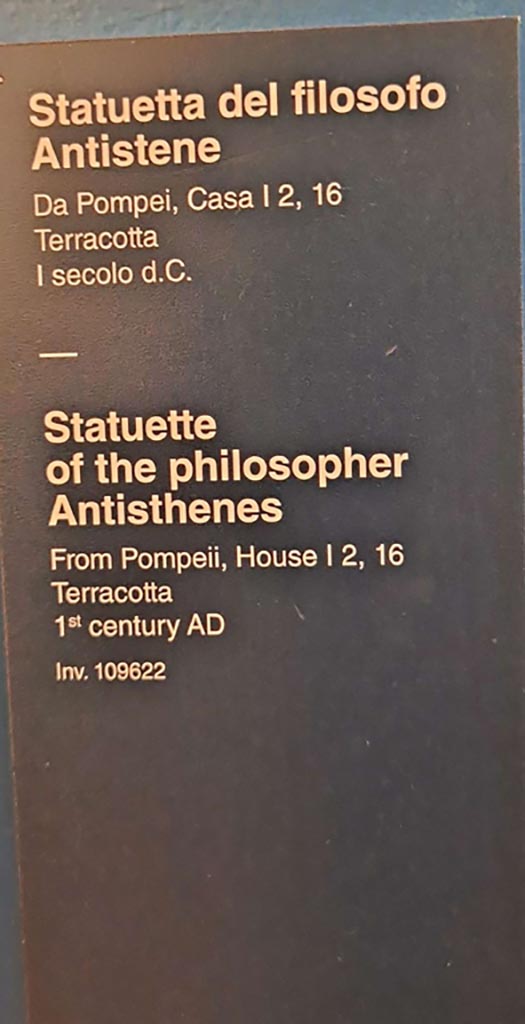 Statuetta del filosofo
Antistene
Da Pompei, Casa I 2, 16
Terracotta
I secolo d.C.
—
Statuette
of the philosopher
Antisthenes
From Pompeii, House I 2, 16
Terracotta
1st century AD
Inv. 109622